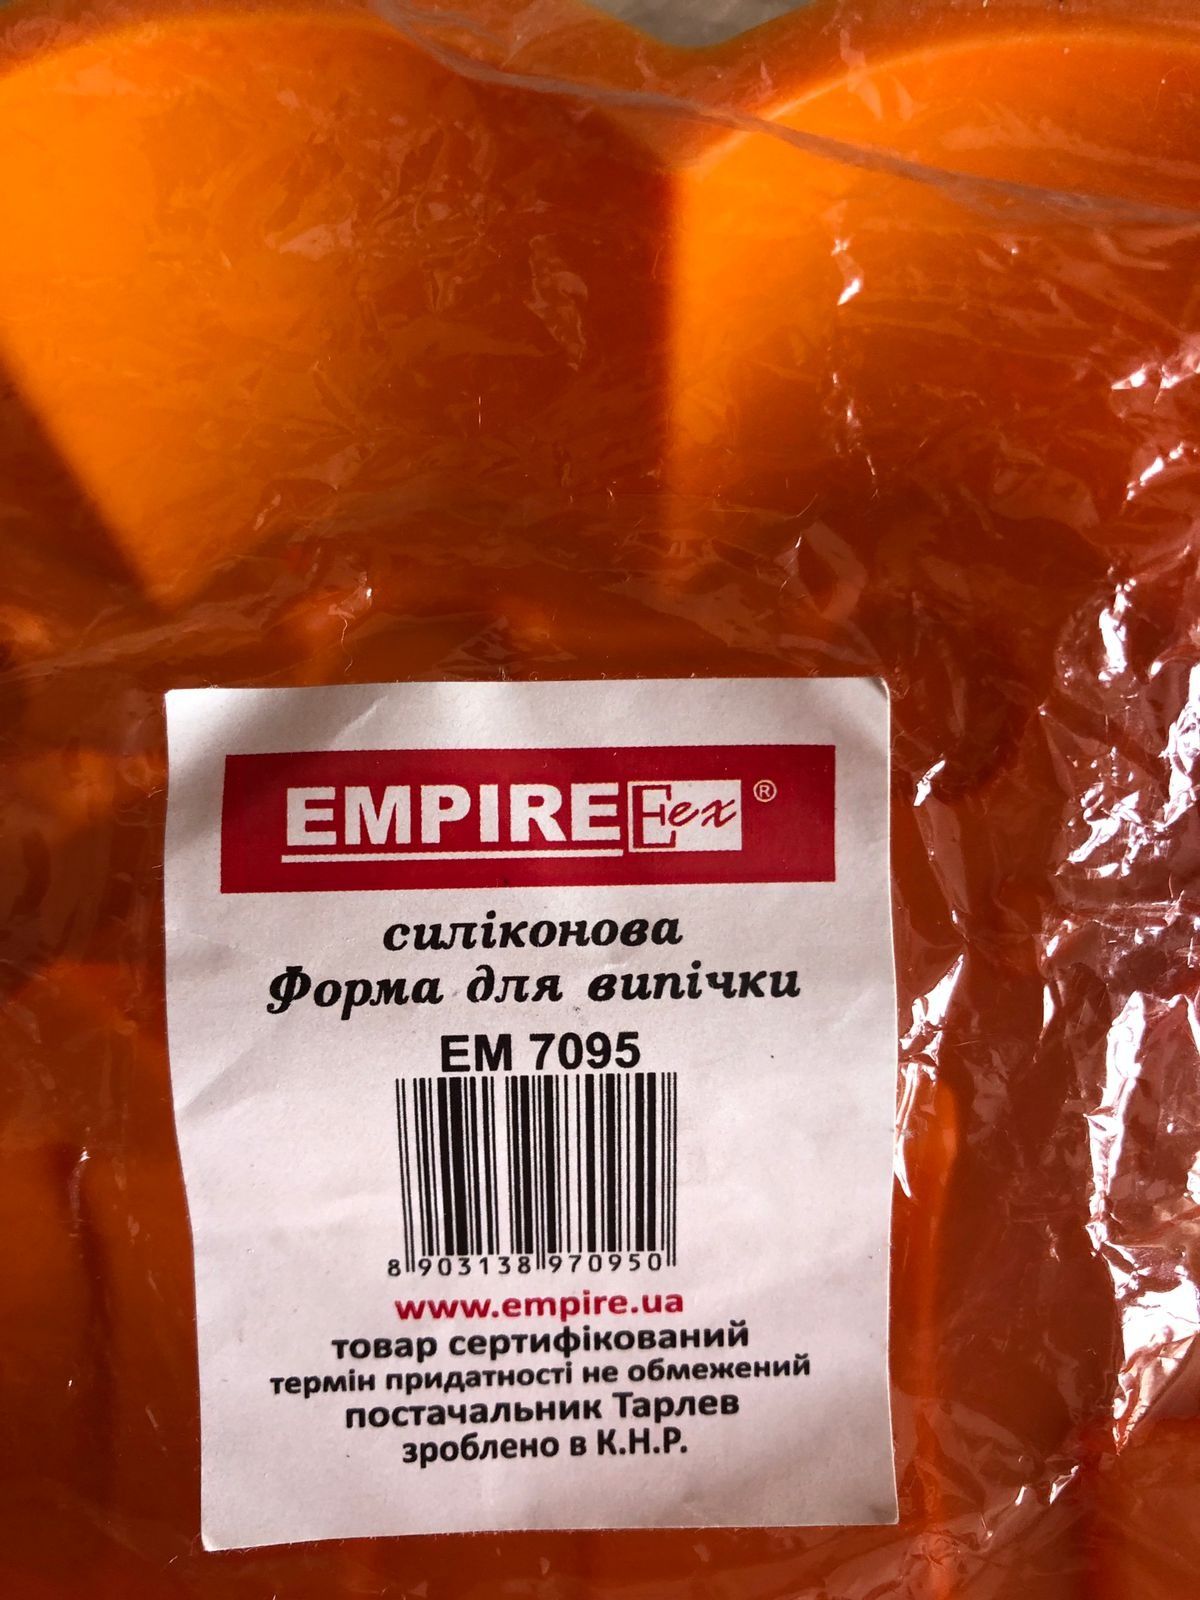 EMPIRE Eex ®
силіконова
Форма для випічки
EM 7095
8 903138 970950
www.empire.ua
товар сертифікований
термін придатності не обмежений
постачальник Тарлев
зроблено в К.Н.Р.